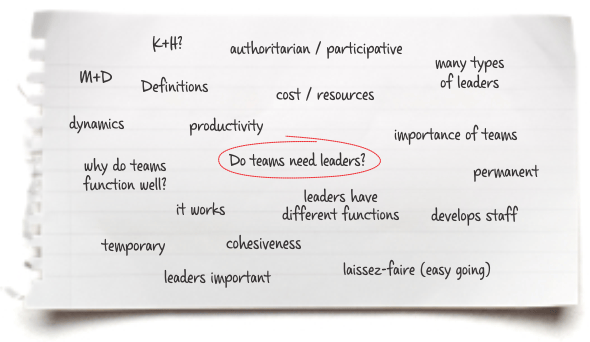 K+H?
authoritarian / participative
many types
of leaders
M+D
Definitions
cost / resources
dynamics
productivity
importance of teams
Do teams need leaders?
why do teams
function well?
permanent
leaders have
different functions
it works
develops staff
temporary
cohesiveness
leaders important
laissez-faire (easy going)